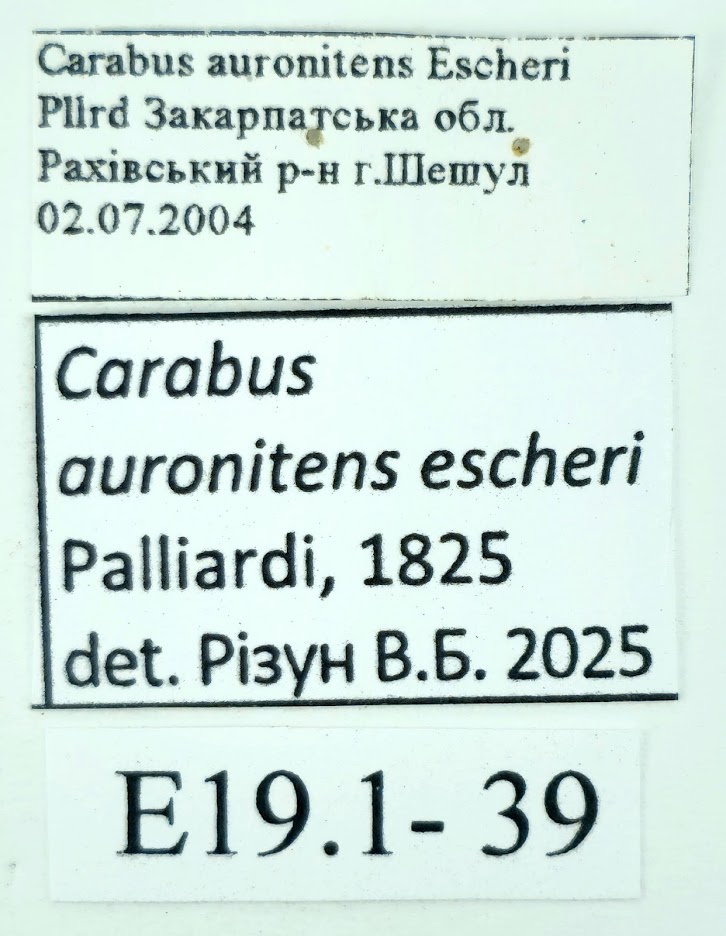 Carabus auronitens Escheri
Pllrd Закарпатська обл.
Рахівський р-н г.Шешул
02.07.2004
Carabus
auronitens escheri
Palliardi, 1825
det. Різун В.Б. 2025
E19.1- 39